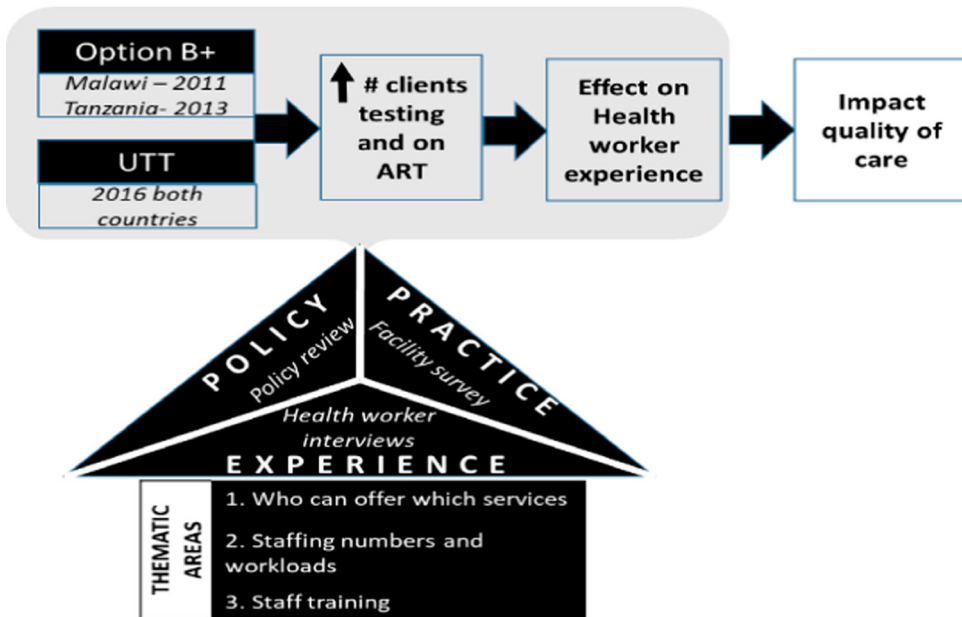 Option B+
Malawi – 2011
Tanzania- 2013
UTT
2016 both
countries
↑ # clients
testing
and on
ART
Effect on
Health
worker
experience
Impact
quality of
care
POLICY
Policy review
PRACTICE
Facility survey
Health worker
interviews
EXPERIENCE
THEMATIC
AREAS
1. Who can offer which services
2. Staffing numbers and
workloads
3. Staff training